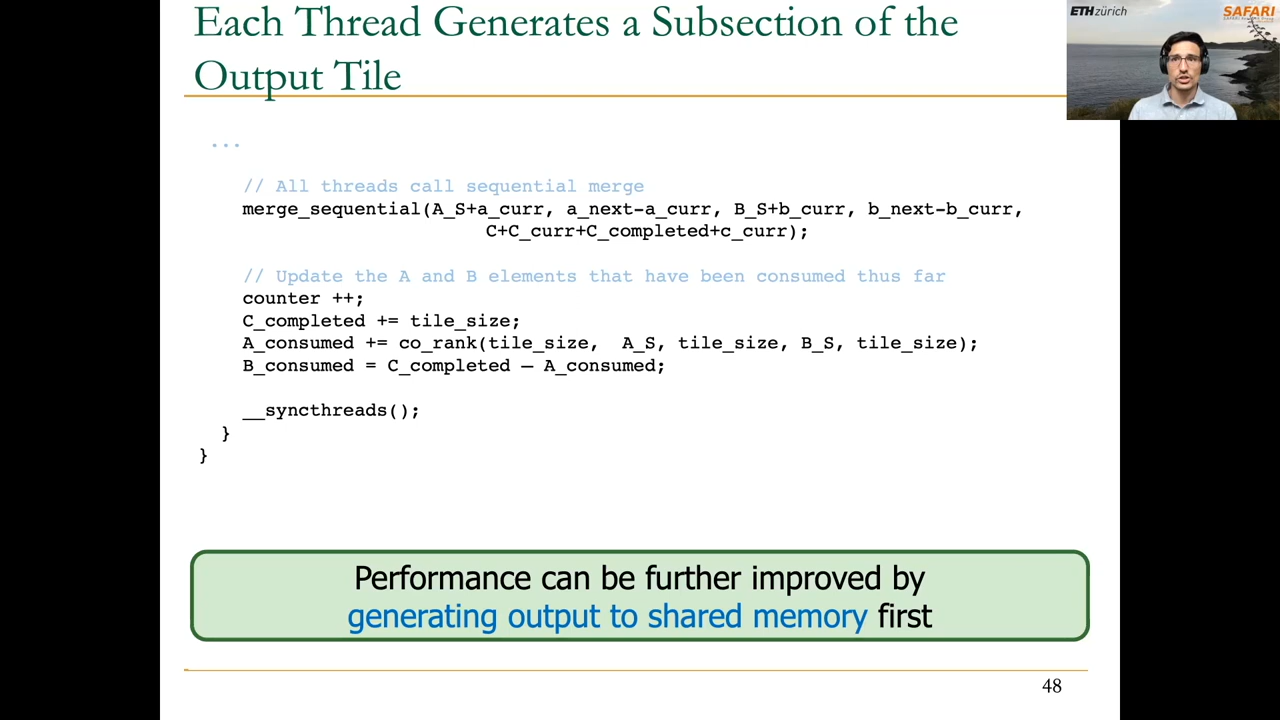 Each Thread Generates a Subsection of the
Output Tile
ETHzürich
SAFARI
...
// All threads call sequential merge
merge_sequential(A_S+a_curr, a_next-a_curr, B_S+b_curr, b_next-b_curr,
C+C_curr+C_completed+c_curr);
// Update the A and B elements that have been consumed thus far
counter ++;
C_completed += tile_size;
A_consumed += co_rank(tile_size, A_S, tile_size, B_S, tile_size);
B_consumed = C_completed – A_consumed;
__syncthreads();
}
}
Performance can be further improved by
generating output to shared memory first
48